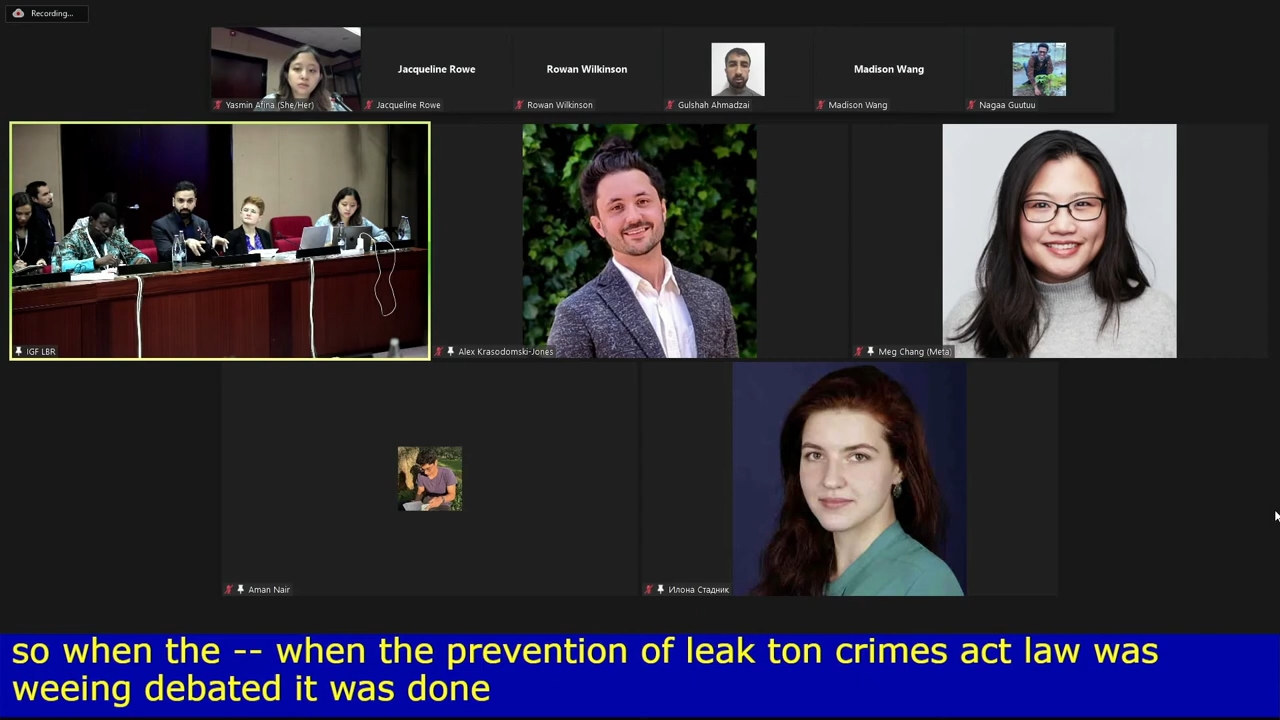 Recording...
Jacqueline Rowe
Rowan Wilkinson
Madison Wang
Yasmin Afina (She/Her)
Jacqueline Rowe
Rowan Wilkinson
Gulshah Ahmadzai
Madison Wang
Nagaa Guutuu
IGF LBR
Alex Krasodomski-Jones
Meg Chang (Meta)
Aman Nair
Илона Стадник
so when the -- when the prevention of leak ton crimes act law was
weeing debated it was done